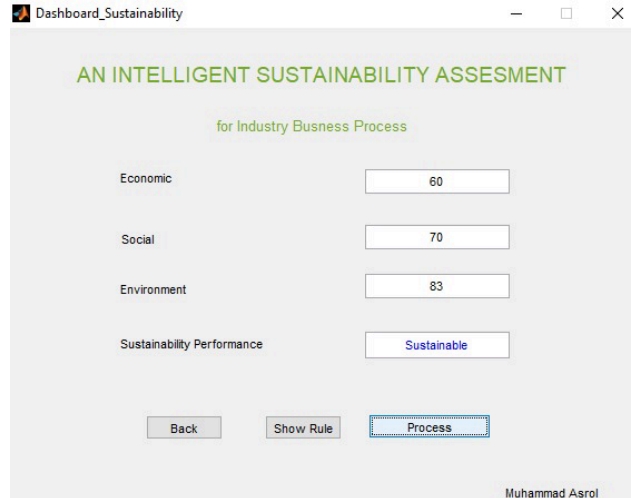 Dashboard_Sustainability
AN INTELLIGENT SUSTAINABILITY ASSESMENT
for Industry Busness Process
Economic 60
Social 70
Environment 83
Sustainability Performance Sustainable
Back Show Rule Process
Muhammad Asrol